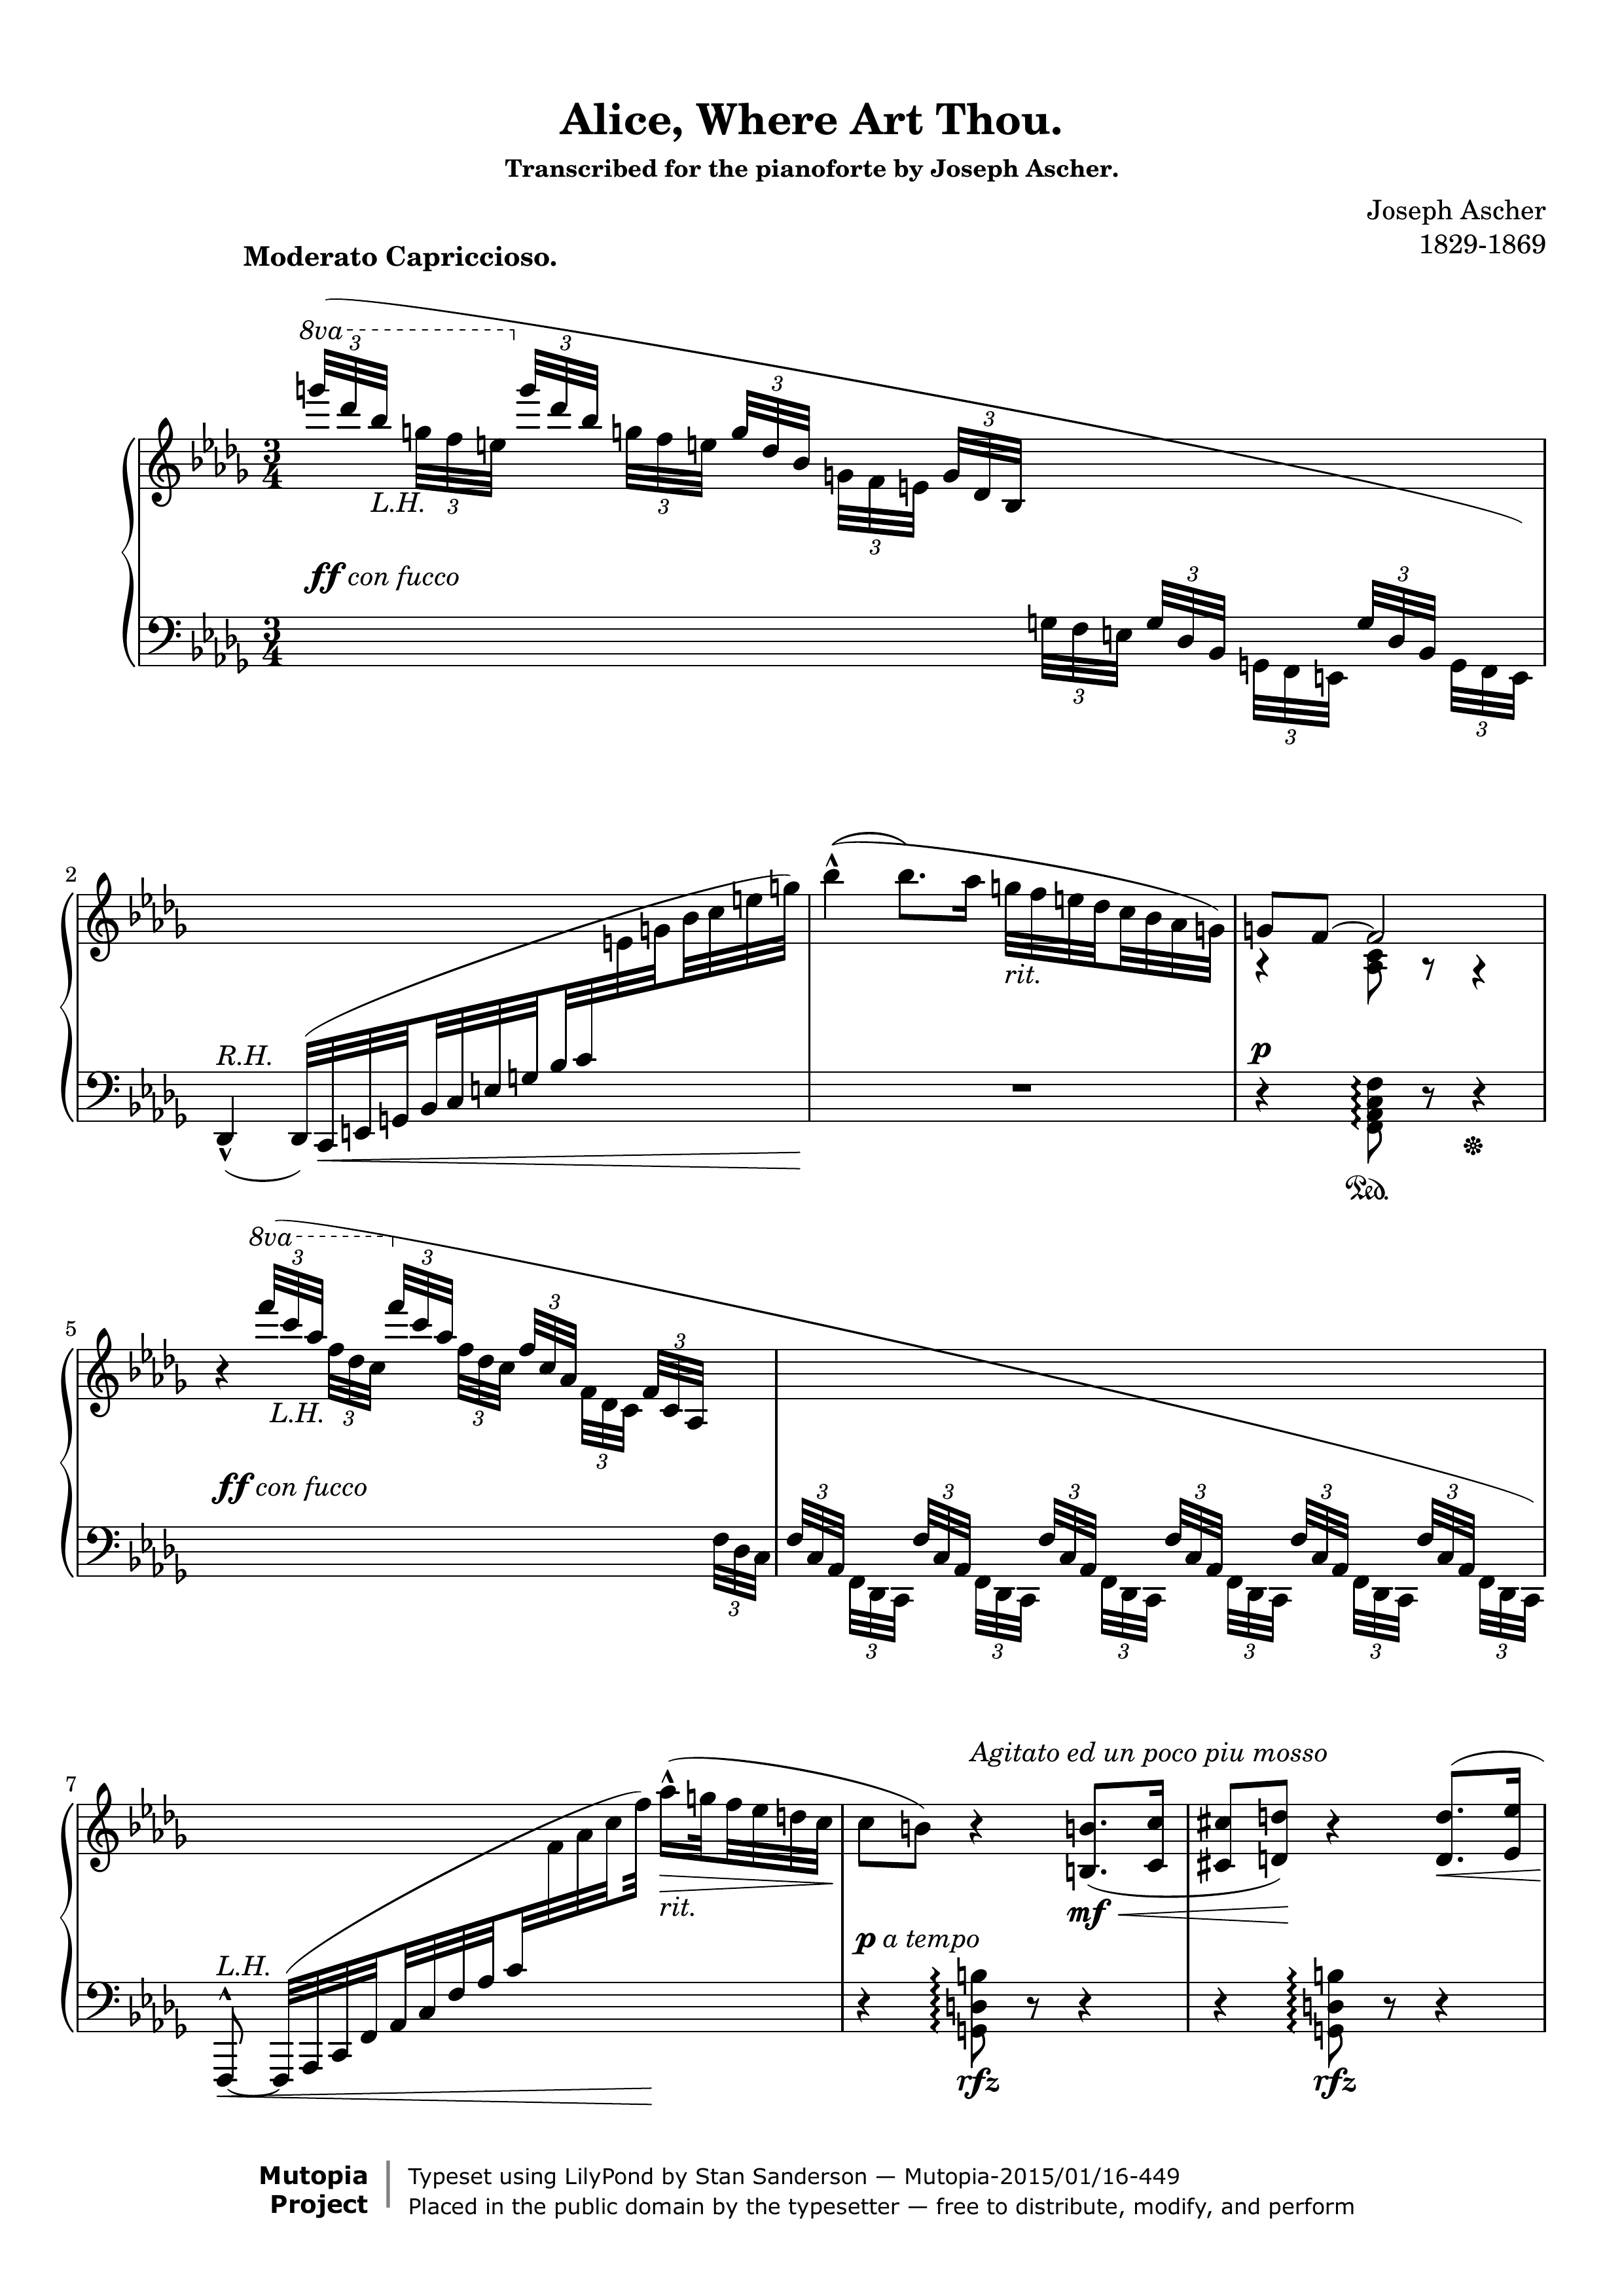 Alice, Where Art Thou.
Transcribed for the pianoforte by Joseph Ascher.
Joseph Ascher
1829-1869
Moderato Capriccioso.
8va
3 3
3 3
L.H. 3 3
3
ff con fucco
3 3
3 3 3
2
rit.
R.H. p
Ped.
8va
3 3
5 3 3
L.H. 3 3
3
ff con fucco
3 3 3 3 3 3
3
3 3 3 3 3 3
Agitato ed un poco piu mosso
7
rit. mf
p a tempo
L.H.
rfz rfz
Mutopia Project
Typeset using LilyPond by Stan Sanderson — Mutopia-2015/01/16-449
Placed in the public domain by the typesetter — free to distribute, modify, and perform